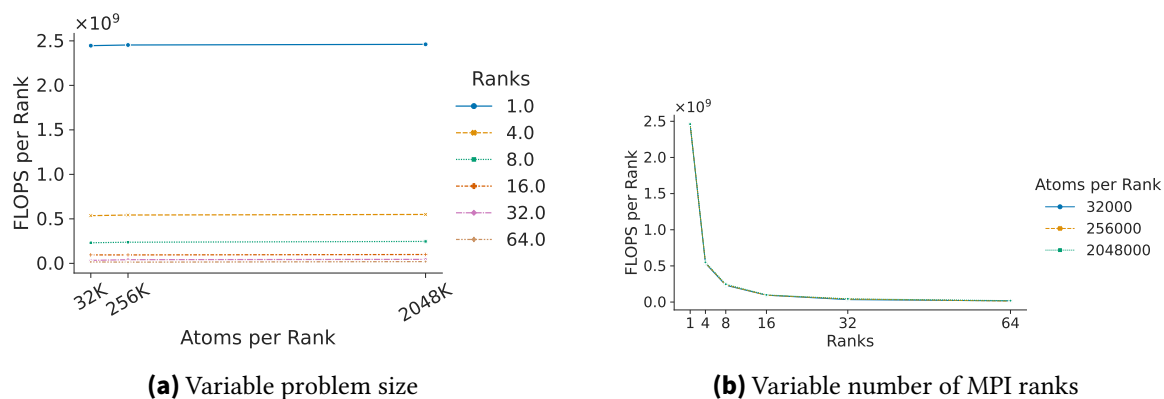 ×10⁹
2.5
2.0
1.5
1.0
0.5
0.0
FLOPS per Rank
32K
256K
2048K
Atoms per Rank
Ranks
1.0
4.0
8.0
16.0
32.0
64.0
(a) Variable problem size
×10⁹
2.5
2.0
1.5
1.0
0.5
0.0
FLOPS per Rank
1 4 8 16 32 64
Ranks
Atoms per Rank
32000
256000
2048000
(b) Variable number of MPI ranks